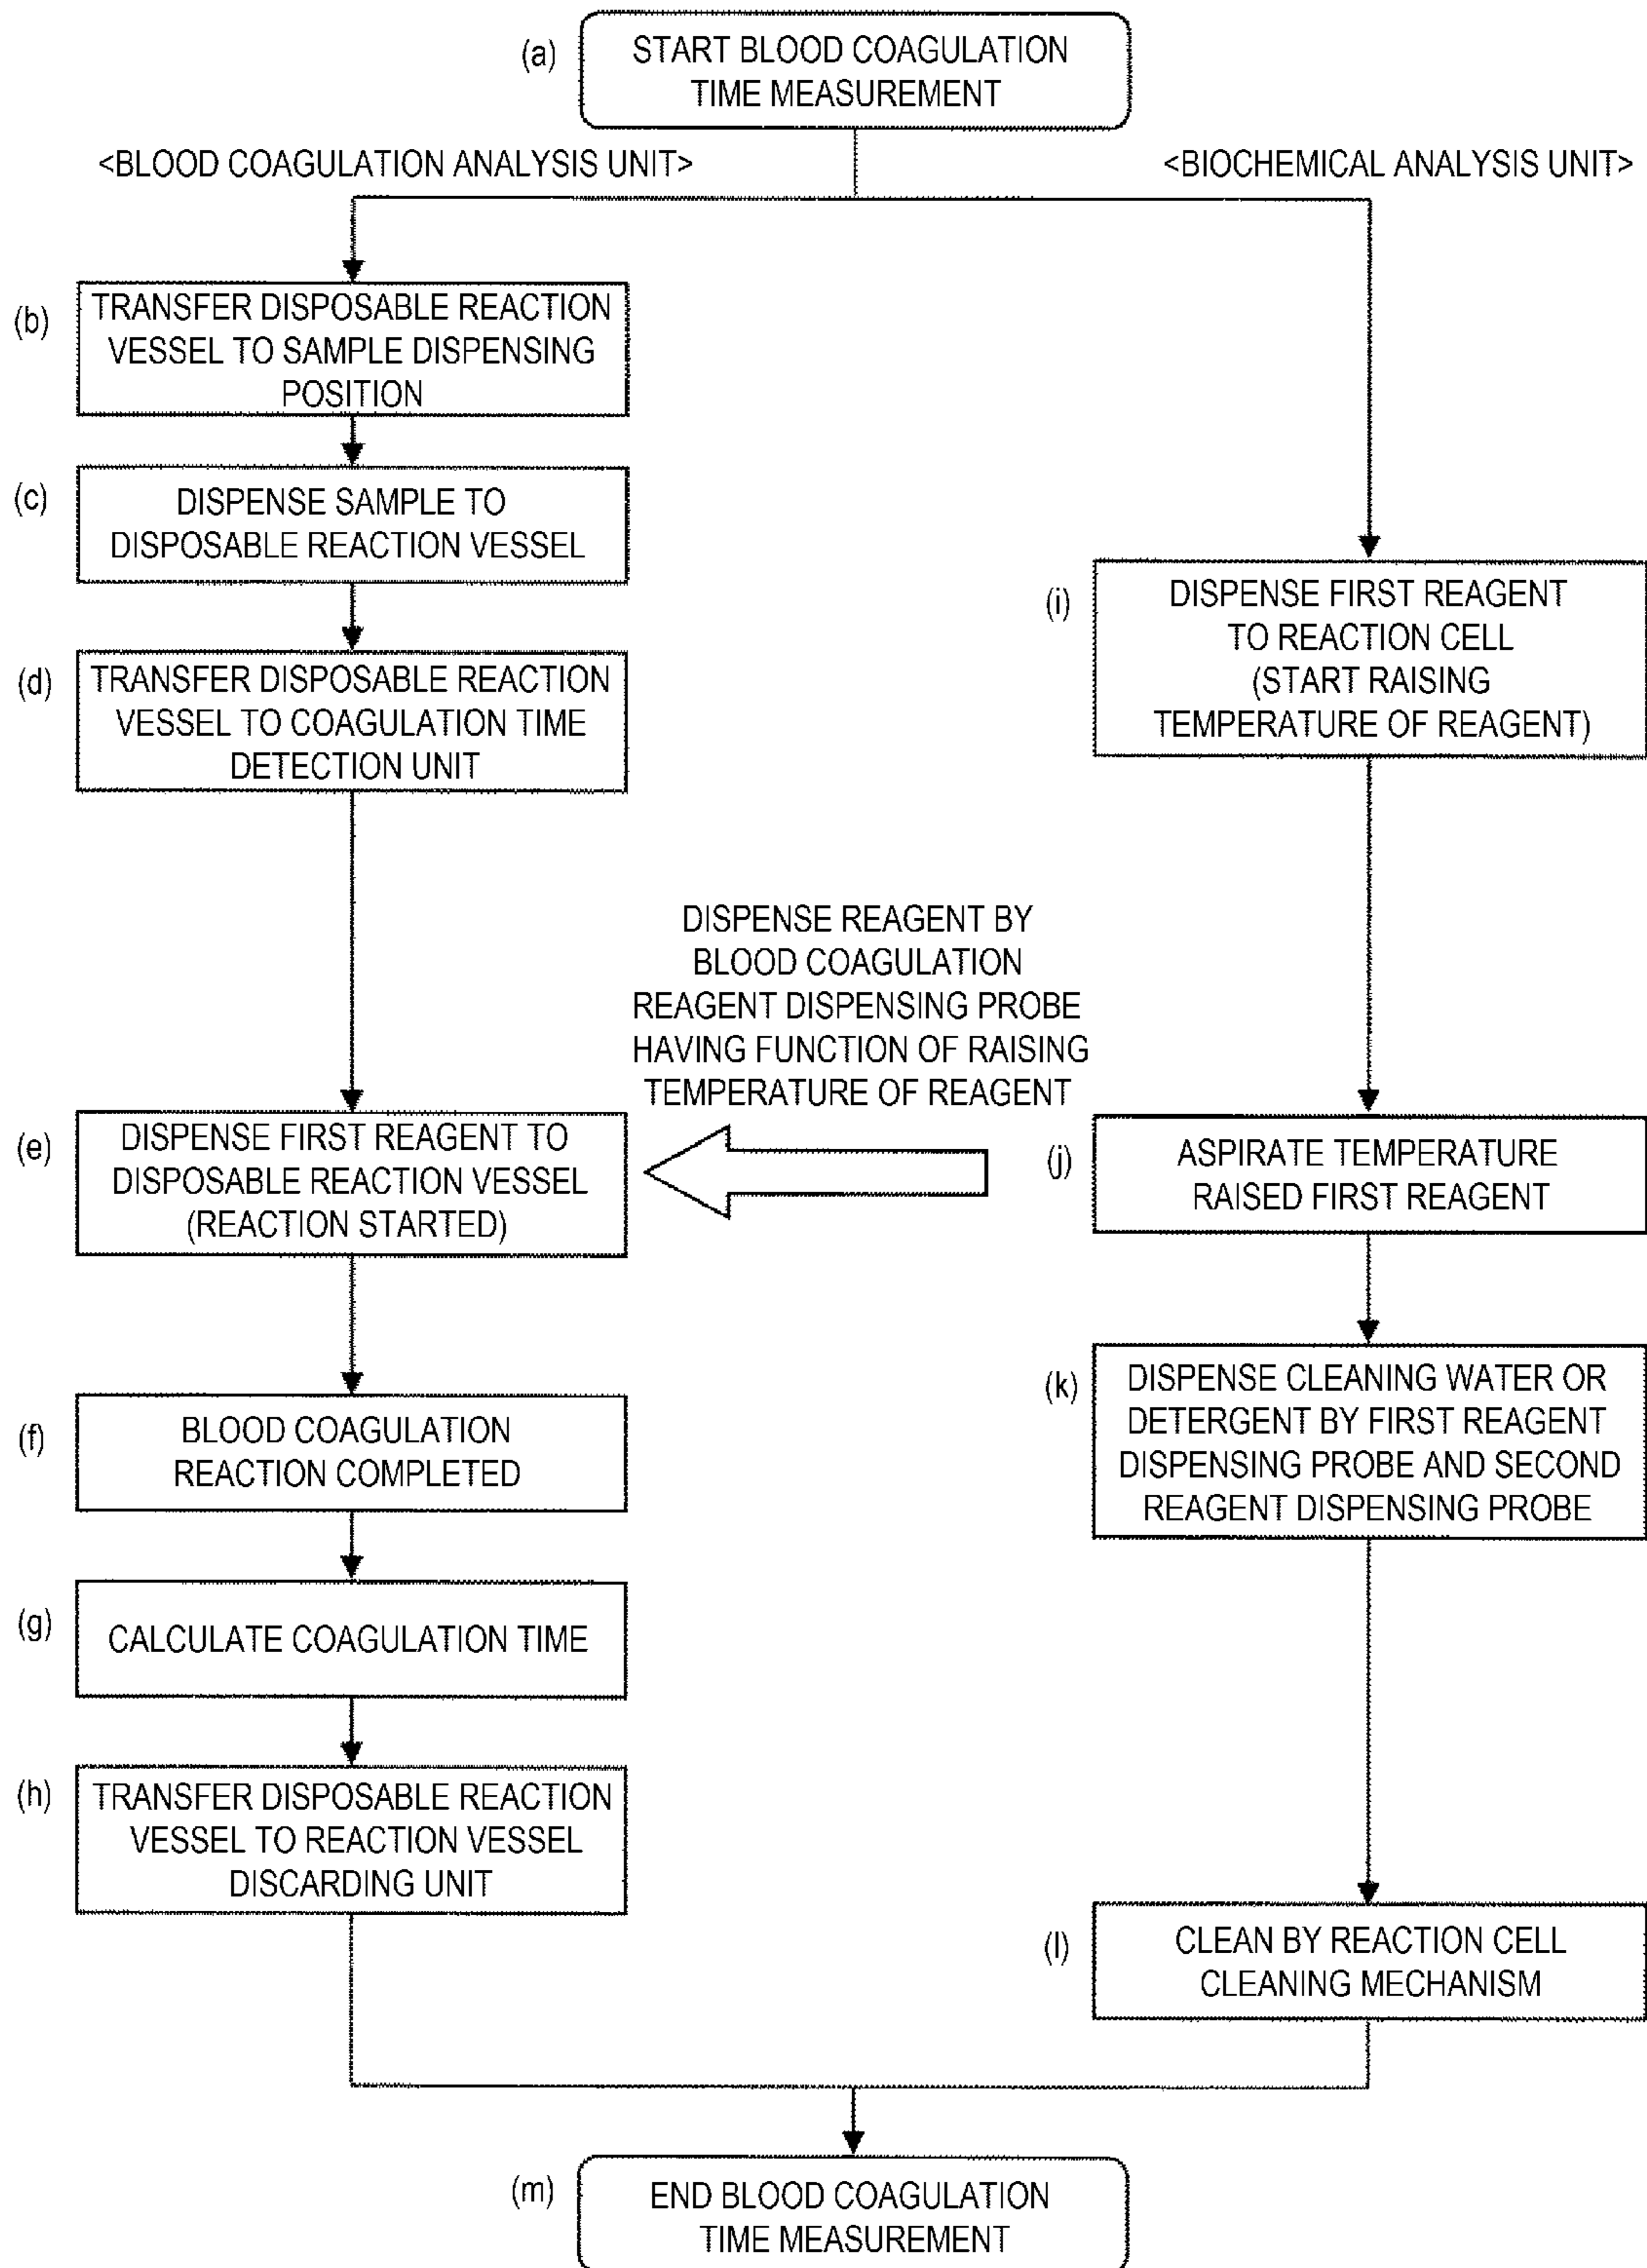 (a)
START BLOOD COAGULATION
TIME MEASUREMENT
<BLOOD COAGULATION ANALYSIS UNIT>
<BIOCHEMICAL ANALYSIS UNIT>
(b)
TRANSFER DISPOSABLE REACTION
VESSEL TO SAMPLE DISPENSING
POSITION
(c)
DISPENSE SAMPLE TO
DISPOSABLE REACTION VESSEL
(d)
TRANSFER DISPOSABLE REACTION
VESSEL TO COAGULATION TIME
DETECTION UNIT
(i)
DISPENSE FIRST REAGENT
TO REACTION CELL
(START RAISING
TEMPERATURE OF REAGENT)
DISPENSE REAGENT BY
BLOOD COAGULATION
REAGENT DISPENSING PROBE
HAVING FUNCTION OF RAISING
TEMPERATURE OF REAGENT
(e)
DISPENSE FIRST REAGENT TO
DISPOSABLE REACTION VESSEL
(REACTION STARTED)
(j)
ASPIRATE TEMPERATURE
RAISED FIRST REAGENT
(k)
DISPENSE CLEANING WATER OR
DETERGENT BY FIRST REAGENT
DISPENSING PROBE AND SECOND
REAGENT DISPENSING PROBE
(f)
BLOOD COAGULATION
REACTION COMPLETED
(g)
CALCULATE COAGULATION TIME
(h)
TRANSFER DISPOSABLE REACTION
VESSEL TO REACTION VESSEL
DISCARDING UNIT
(l)
CLEAN BY REACTION CELL
CLEANING MECHANISM
(m)
END BLOOD COAGULATION
TIME MEASUREMENT